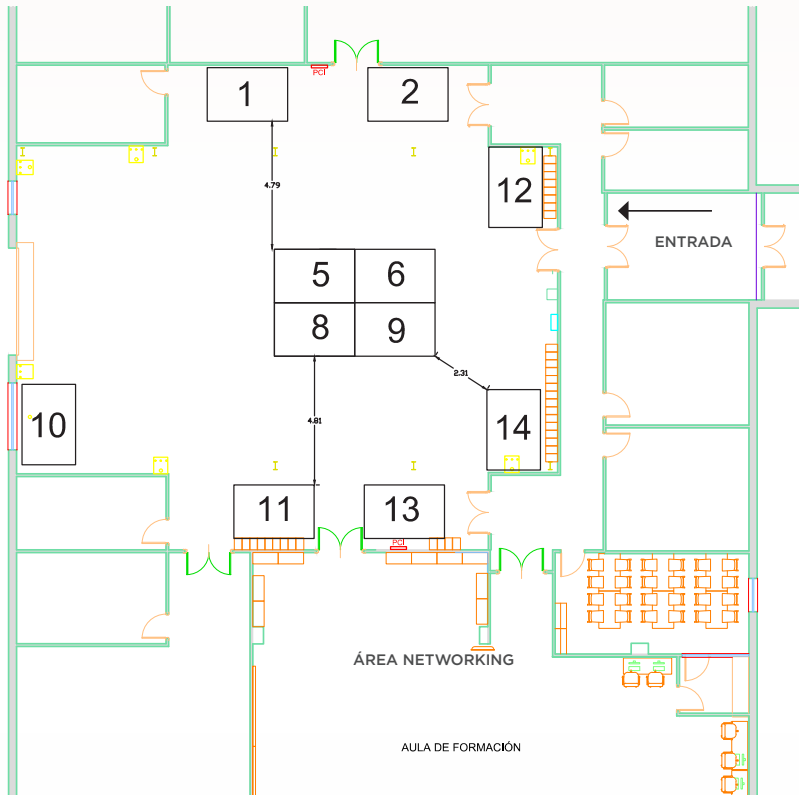 1
PCI
2
12
4.79
ENTRADA
5
6
8
9
2.31
10
4.81
14
11
13
PCI
ÁREA NETWORKING
AULA DE FORMACIÓN